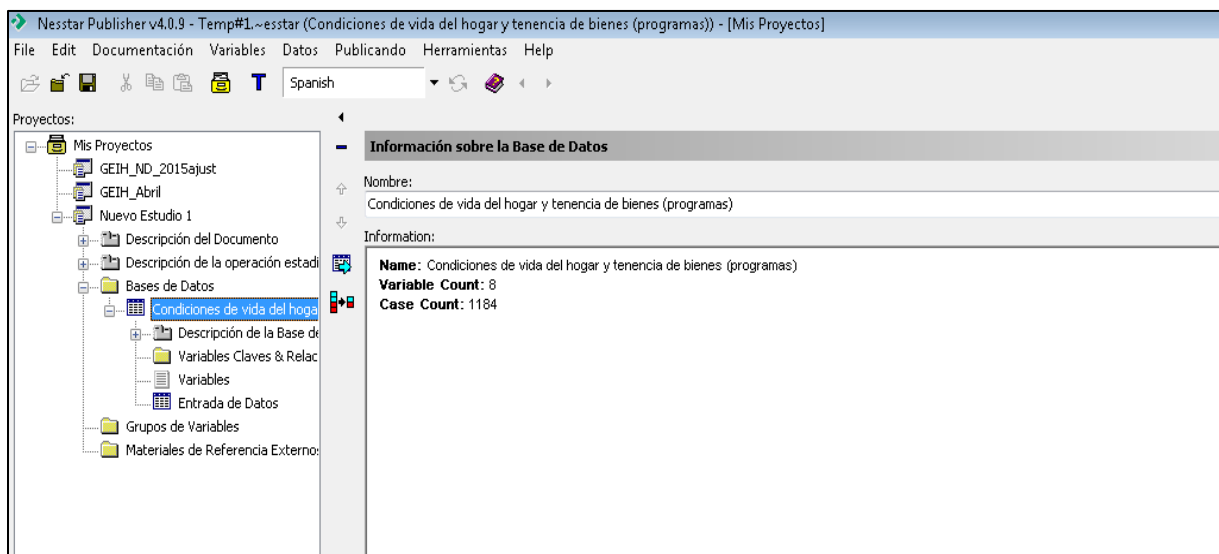 Nesstar Publisher v4.0.9 - Temp#1.~esstar (Condiciones de vida del hogar y tenencia de bienes (programas)) - [Mis Proyectos]
File Edit Documentación Variables Datos Publicando Herramientas Help
T Spanish
Proyectos:
Mis Proyectos
GEIH_ND_2015ajust
GEIH_Abril
Nuevo Estudio 1
Descripción del Documento
Descripción de la operación estadi
Bases de Datos
Condiciones de vida del hoga
Descripción de la Base de
Variables Claves & Relac
Variables
Entrada de Datos
Grupos de Variables
Materiales de Referencia Externos
Información sobre la Base de Datos
Nombre:
Condiciones de vida del hogar y tenencia de bienes (programas)
Information:
Name: Condiciones de vida del hogar y tenencia de bienes (programas)
Variable Count: 8
Case Count: 1184